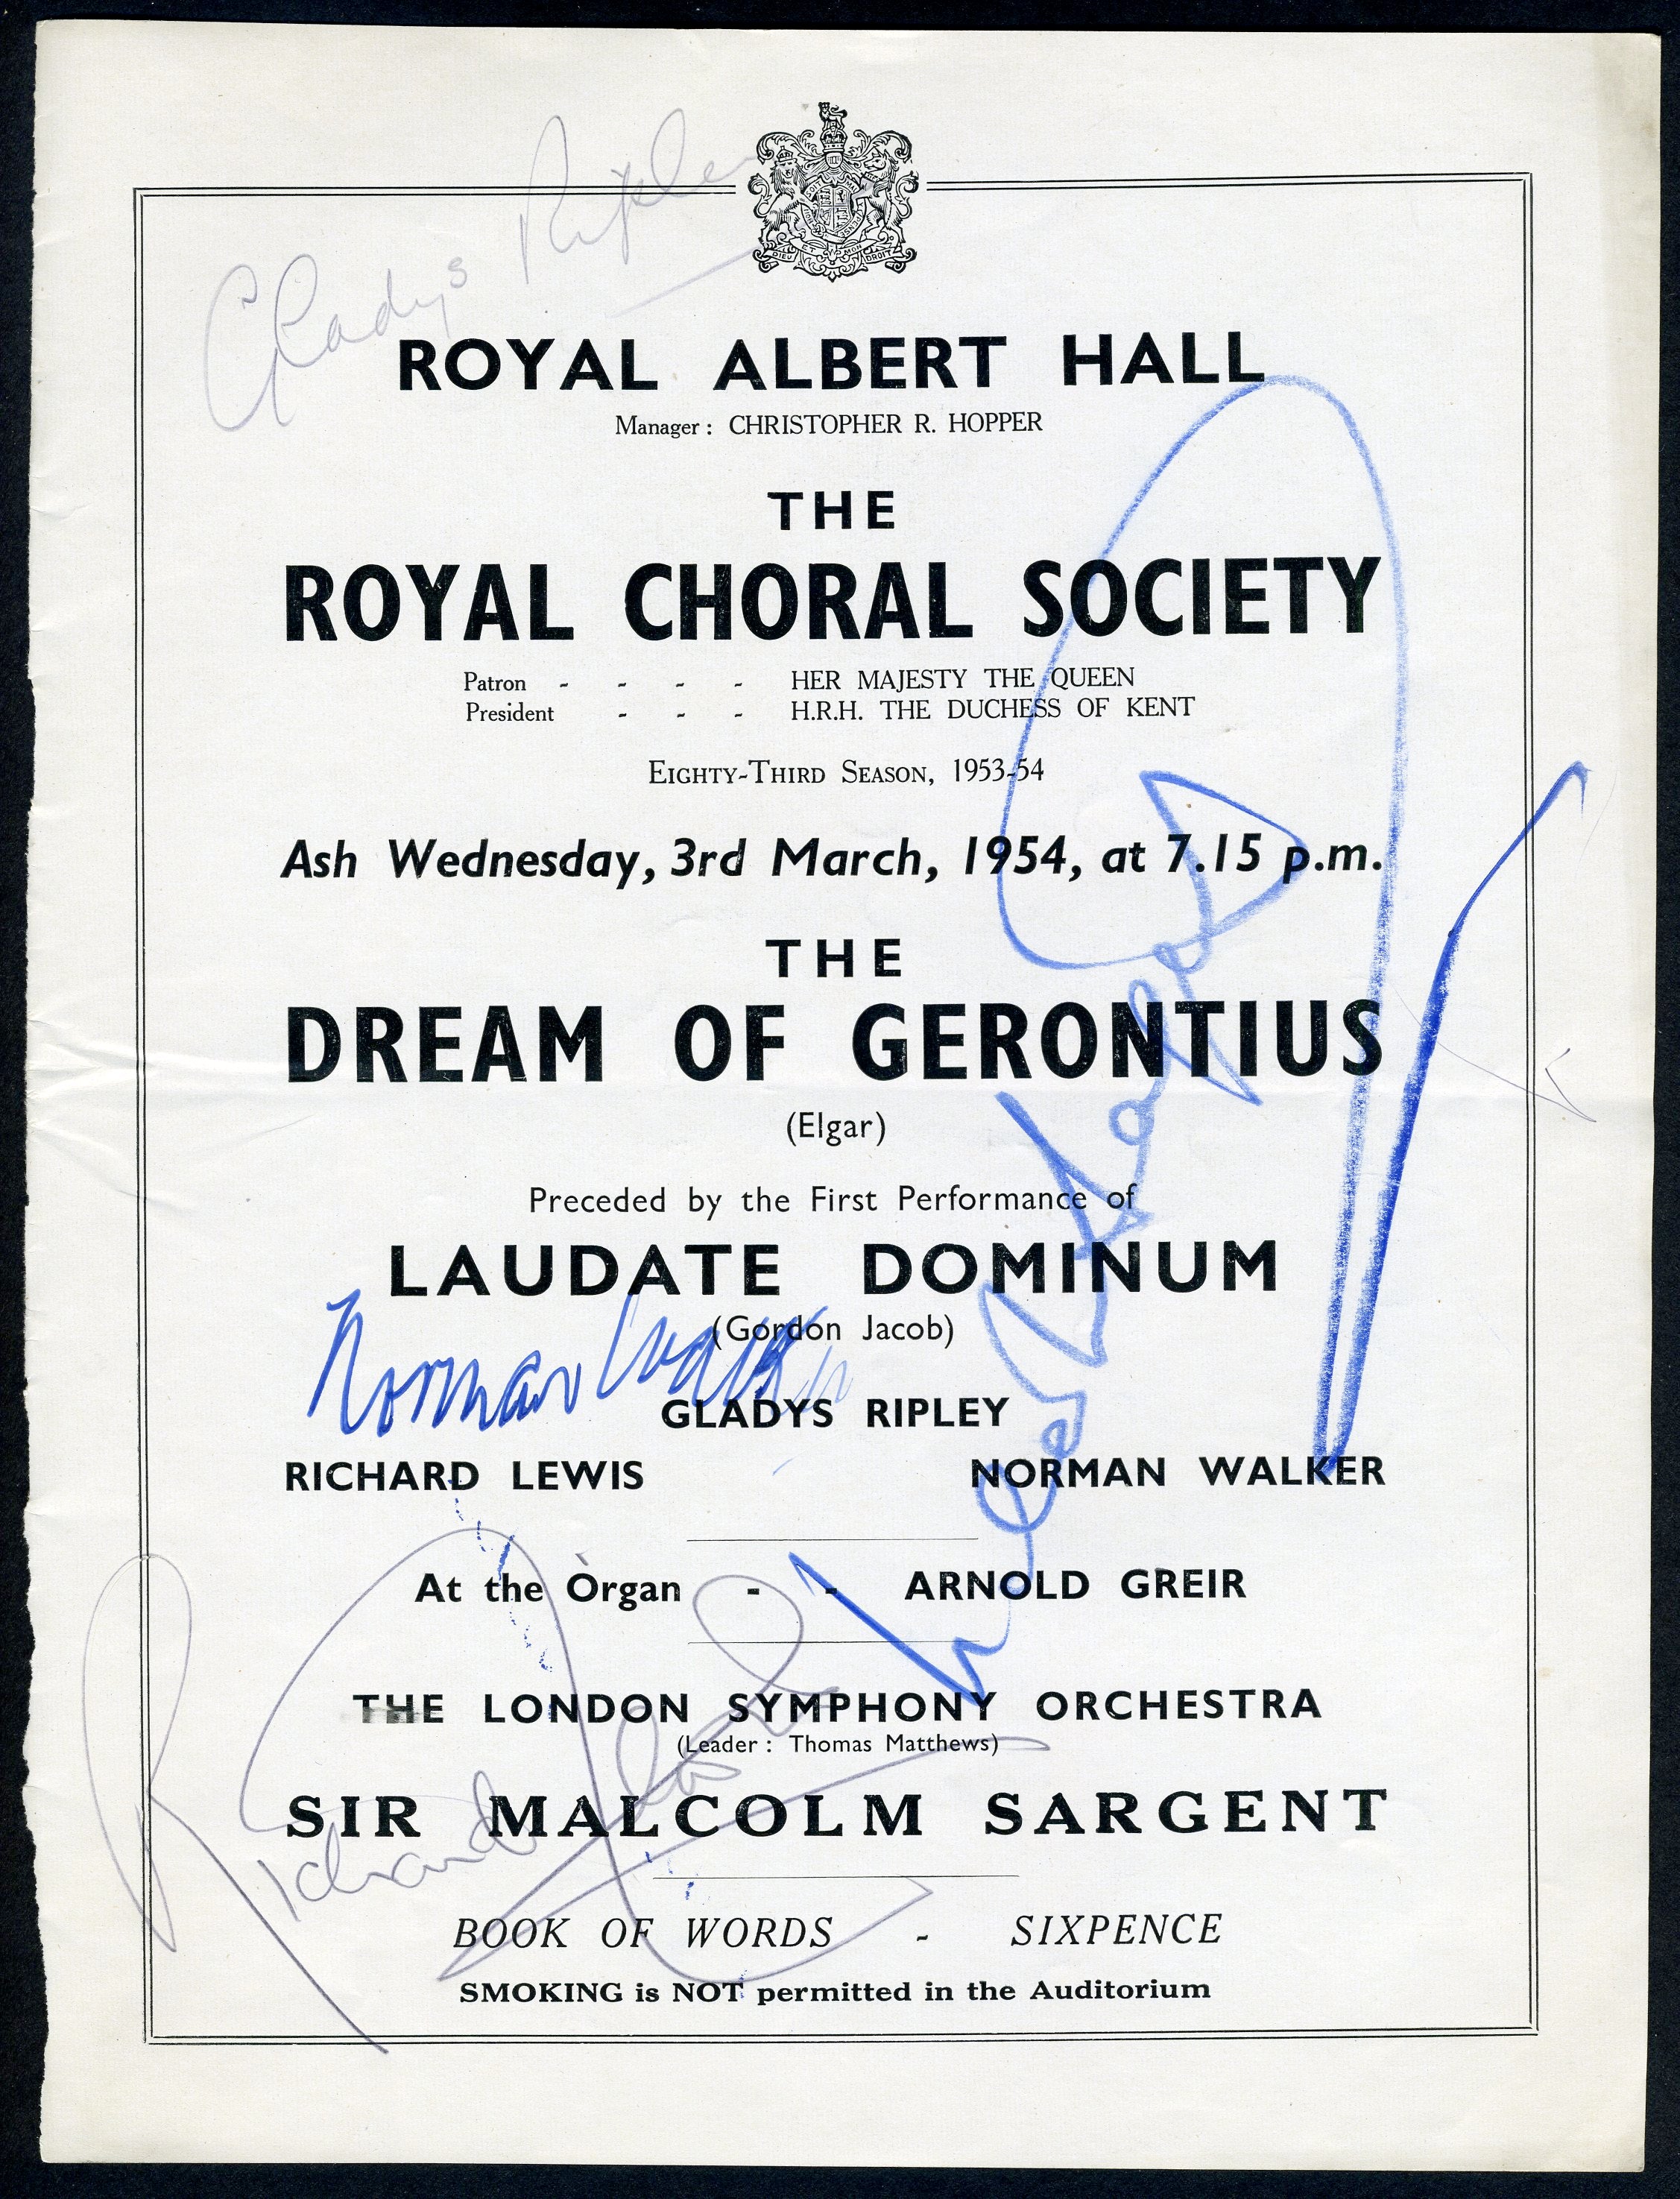 Gladys Ripley
DIEU ET MON DROIT
ROYAL ALBERT HALL
Manager : CHRISTOPHER R. HOPPER
THE
ROYAL CHORAL SOCIETY
Patron - - - - HER MAJESTY THE QUEEN
President - - - H.R.H. THE DUCHESS OF KENT
Eighty-Third Season, 1953-54
Ash Wednesday, 3rd March, 1954, at 7.15 p.m.
THE
DREAM OF GERONTIUS
(Elgar)
Preceded by the First Performance of
LAUDATE DOMINUM
(Gordon Jacob)
Norman Walker
GLADYS RIPLEY
RICHARD LEWIS NORMAN WALKER
At the Organ - - ARNOLD GREIR
THE LONDON SYMPHONY ORCHESTRA
(Leader : Thomas Matthews)
SIR MALCOLM SARGENT
Richard Lewis
BOOK OF WORDS - SIXPENCE
SMOKING is NOT permitted in the Auditorium